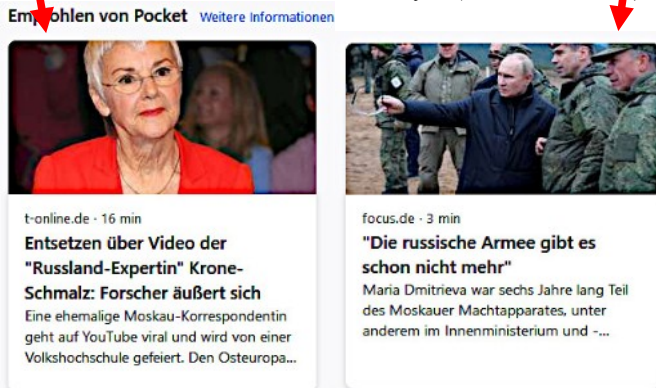 Empfohlen von Pocket Weitere Informationen
t-online.de · 16 min
Entsetzen über Video der
"Russland-Expertin" Krone-
Schmalz: Forscher äußert sich
Eine ehemalige Moskau-Korrespondentin
geht auf YouTube viral und wird von einer
Volkshochschule gefeiert. Den Osteuropa...
focus.de · 3 min
"Die russische Armee gibt es
schon nicht mehr"
Maria Dmitrieva war sechs Jahre lang Teil
des Moskauer Machtapparates, unter
anderem im Innenministerium und -...